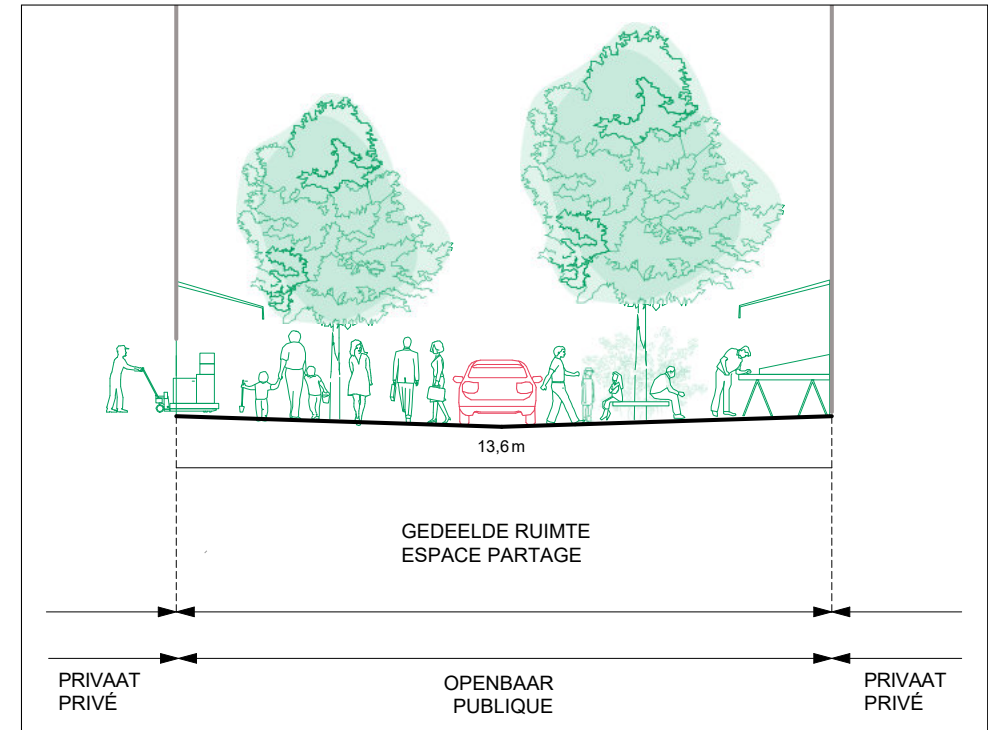 13,6 m
GEDEELDE RUIMTE
ESPACE PARTAGE
PRIVAAT
PRIVÉ
OPENBAAR
PUBLIQUE
PRIVAAT
PRIVÉ